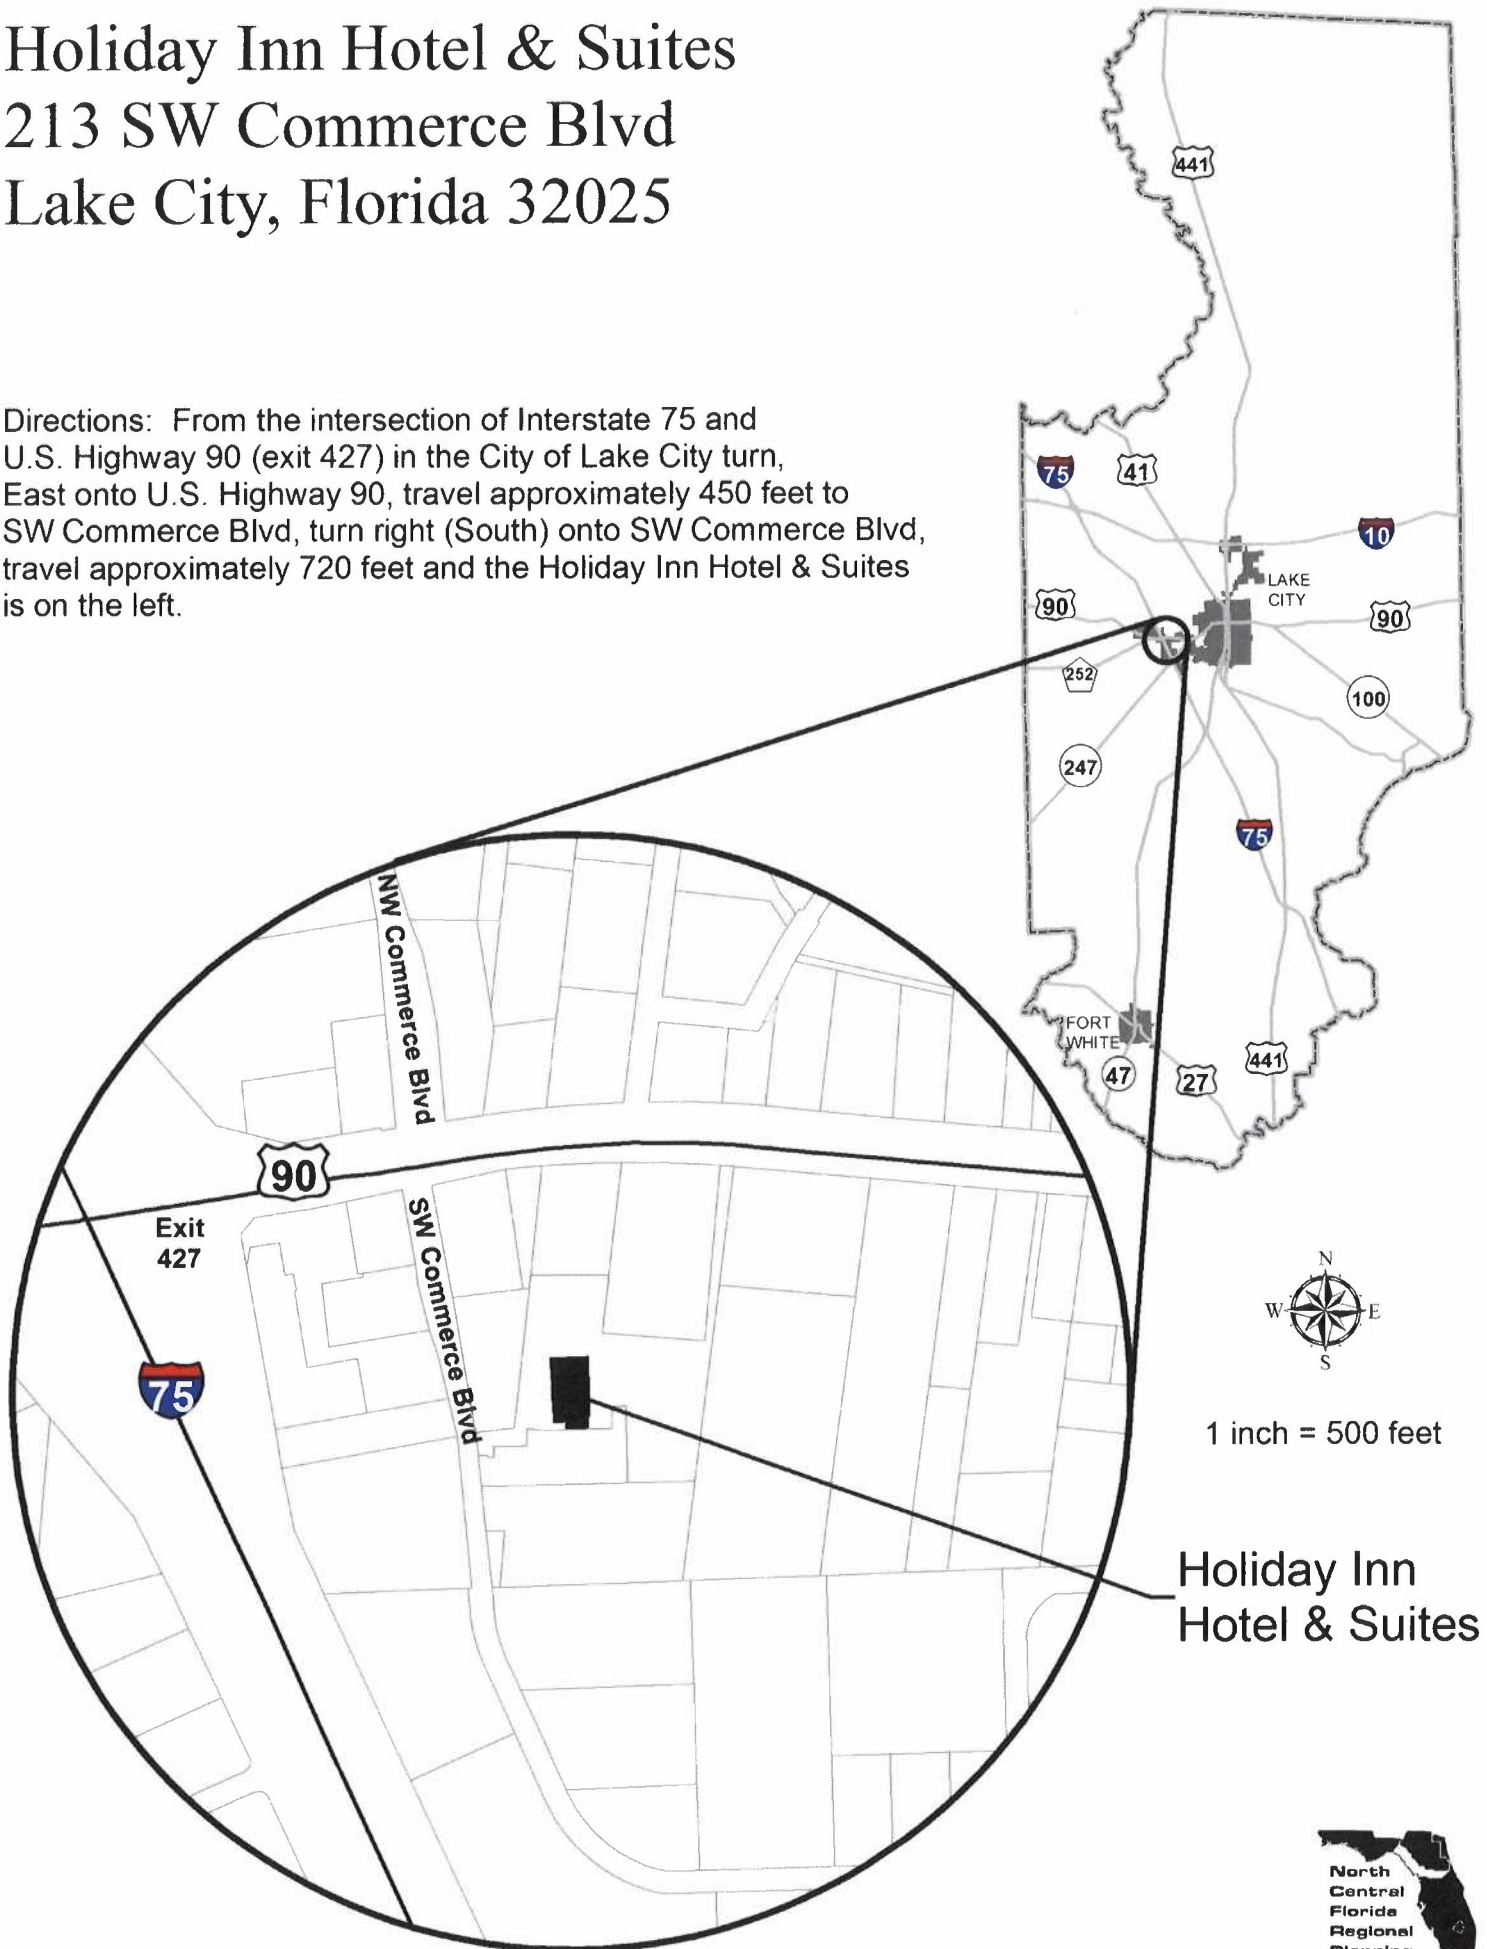 Holiday Inn Hotel & Suites
213 SW Commerce Blvd
Lake City, Florida 32025
Directions: From the intersection of Interstate 75 and
U.S. Highway 90 (exit 427) in the City of Lake City turn,
East onto U.S. Highway 90, travel approximately 450 feet to
SW Commerce Blvd, turn right (South) onto SW Commerce Blvd,
travel approximately 720 feet and the Holiday Inn Hotel & Suites
is on the left.
441
75
41
10
LAKE
CITY
90
90
252
100
247
75
FORT
WHITE
47
27
441
NW Commerce Blvd
90
Exit
427
SW Commerce Blvd
75
N
W
E
S
1 inch = 500 feet
Holiday Inn
Hotel & Suites
North
Central
Florida
Regional